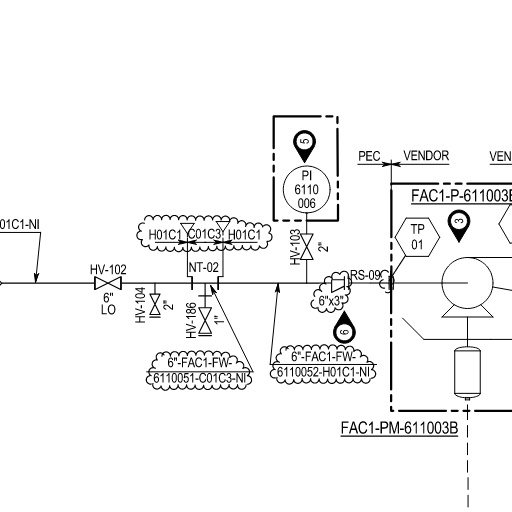 5
PEC
VENDOR
VEN
PI
6110
006
FAC1-P-611003B
3
TP
01
01C1-NI
H01C1
C01C3
H01C1
HV-103
2"
HV-102
6"
LO
NT-02
RS-09
HV-104
2"
HV-186
1"
6"x3"
6
6"-FAC1-FW-
6110051-C01C3-NI
6"-FAC1-FW-
6110052-H01C1-NI
FAC1-PM-611003B